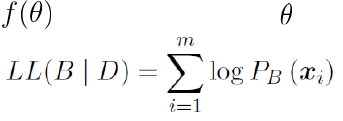 f(θ) θ
LL(B | D) = ∑_{i=1}^{m} log P_B (𝒙_i)